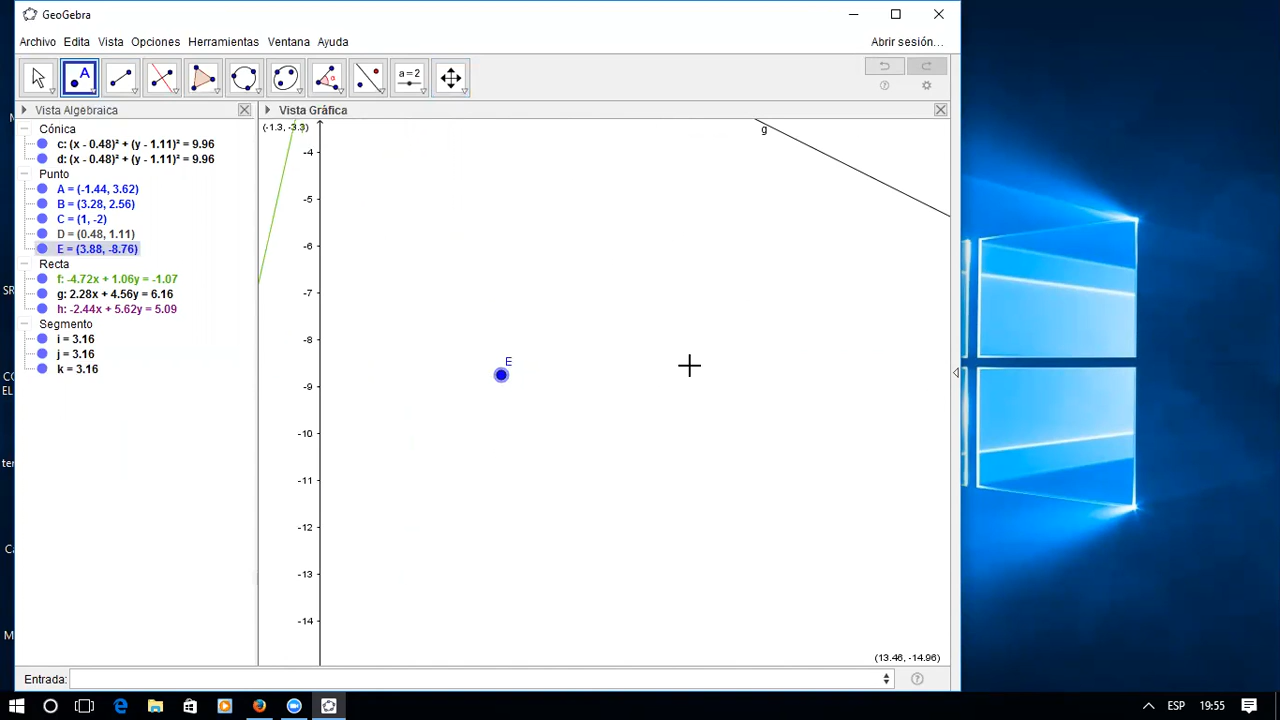 GeoGebra
Archivo Edita Vista Opciones Herramientas Ventana Ayuda
Abrir sesión...
A
α
a=2
Vista Algebraica
Vista Gráfica
Cónica
c: (x - 0.48)² + (y - 1.11)² = 9.96
d: (x - 0.48)² + (y - 1.11)² = 9.96
Punto
A = (-1.44, 3.62)
B = (3.28, 2.56)
C = (1, -2)
D = (0.48, 1.11)
E = (3.88, -8.76)
Recta
f: -4.72x + 1.06y = -1.07
g: 2.28x + 4.56y = 6.16
h: -2.44x + 5.62y = 5.09
Segmento
i = 3.16
j = 3.16
k = 3.16
(-1.3, -3.3)
g
-4
-5
-6
-7
-8
E
-9
-10
-11
-12
-13
-14
(13.46, -14.96)
Entrada:
ESP 19:55